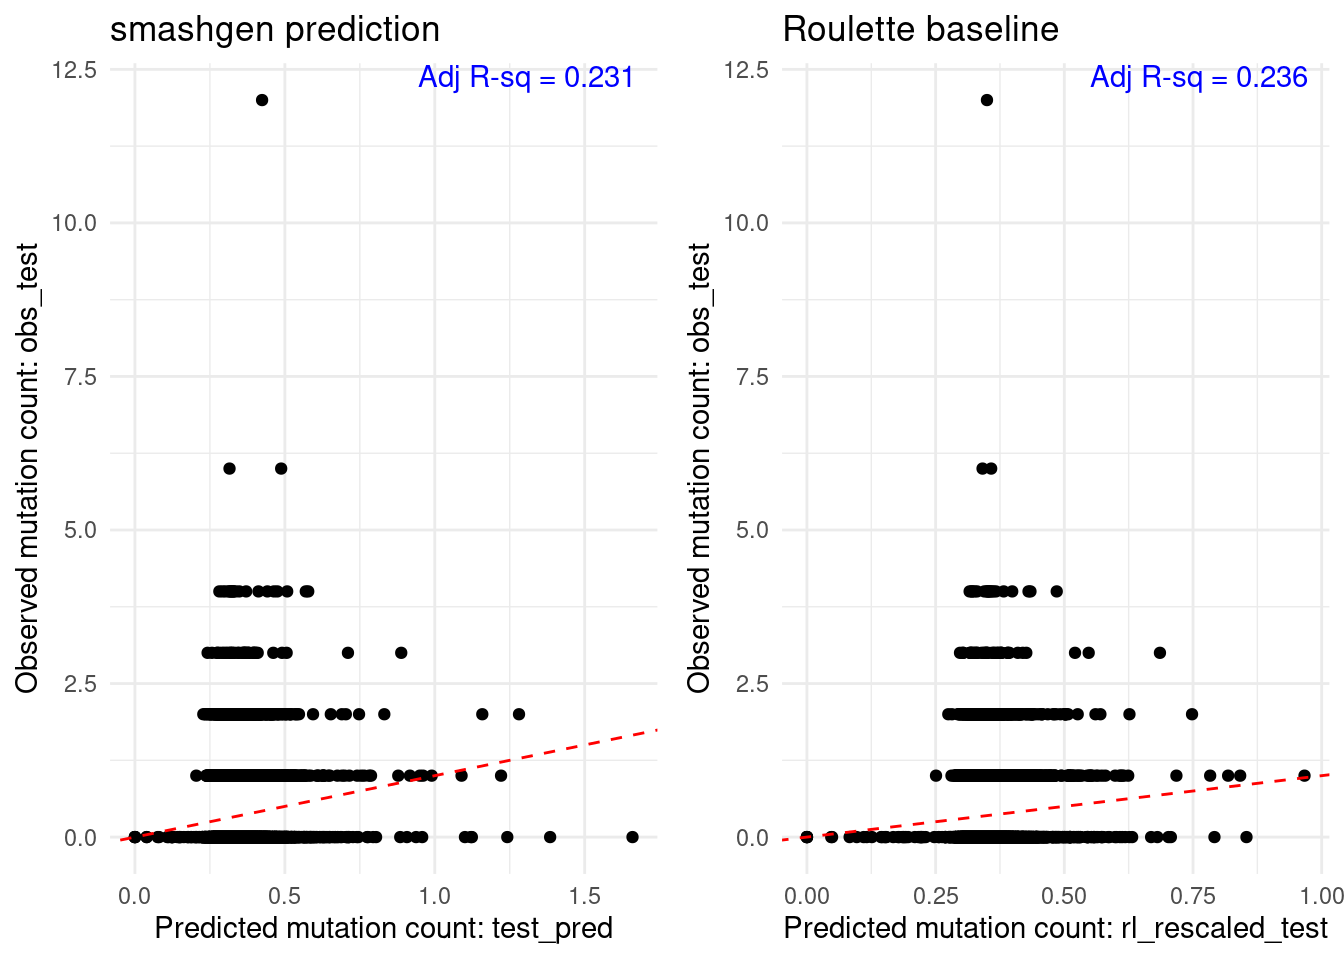 smashgen prediction
Adj R-sq = 0.231
12.5
10.0
7.5
5.0
2.5
0.0
Observed mutation count: obs_test
0.0 0.5 1.0 1.5
Predicted mutation count: test_pred
Roulette baseline
Adj R-sq = 0.236
12.5
10.0
7.5
5.0
2.5
0.0
Observed mutation count: obs_test
0.00 0.25 0.50 0.75 1.00
Predicted mutation count: rl_rescaled_test